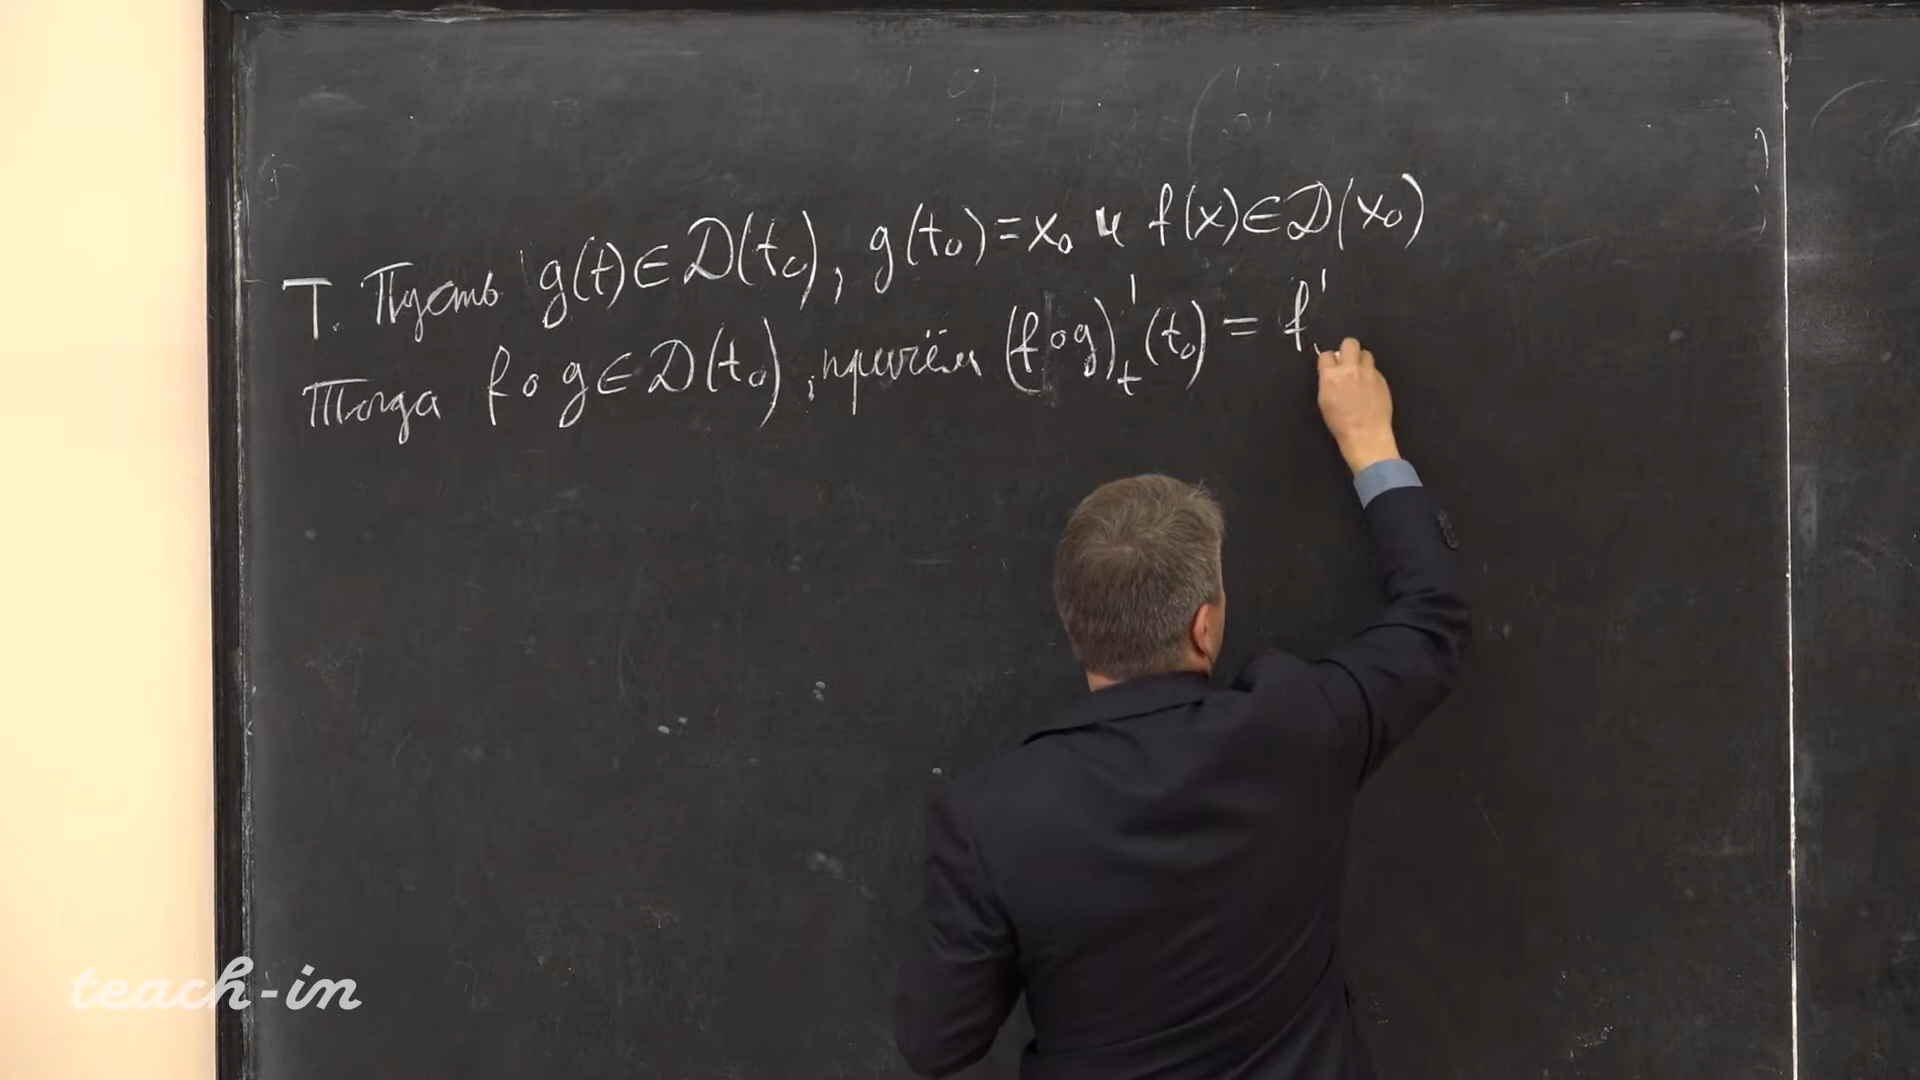 Т. Пусть g(t)∈D(t₀), g(t₀)=x₀ и f(x)∈D(x₀)
Тогда f∘g∈D(t₀), причём (f∘g)'ₜ(t₀) = f'
teach-in